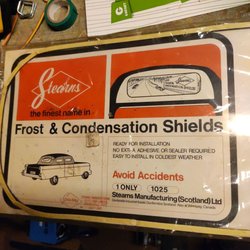 Stearns
the finest name in
Frost & Condensation Shields
READY FOR INSTALLATION
NO EXTRA ADHESIVE OR SEALER REQUIRED
EASY TO INSTALL IN COLDEST WEATHER
Avoid Accidents
1 ONLY 1025
Stearns Manufacturing (Scotland) Ltd